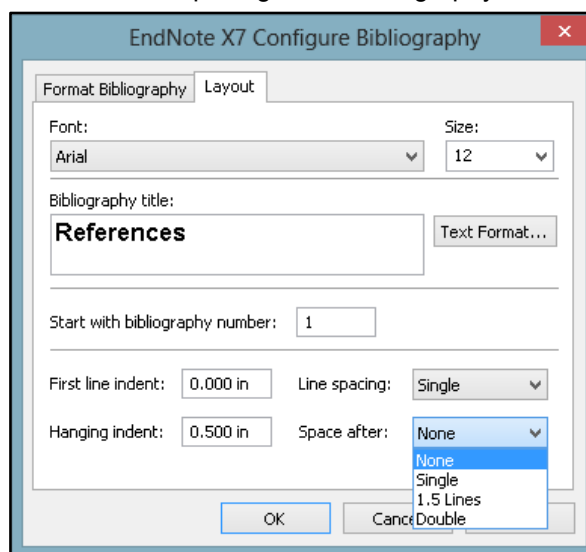 EndNote X7 Configure Bibliography
Format Bibliography Layout
Font: Size:
Arial 12
Bibliography title:
References
Text Format...
Start with bibliography number: 1
First line indent: 0.000 in Line spacing: Single
Hanging indent: 0.500 in Space after: None
None
Single
1.5 Lines
Double
OK